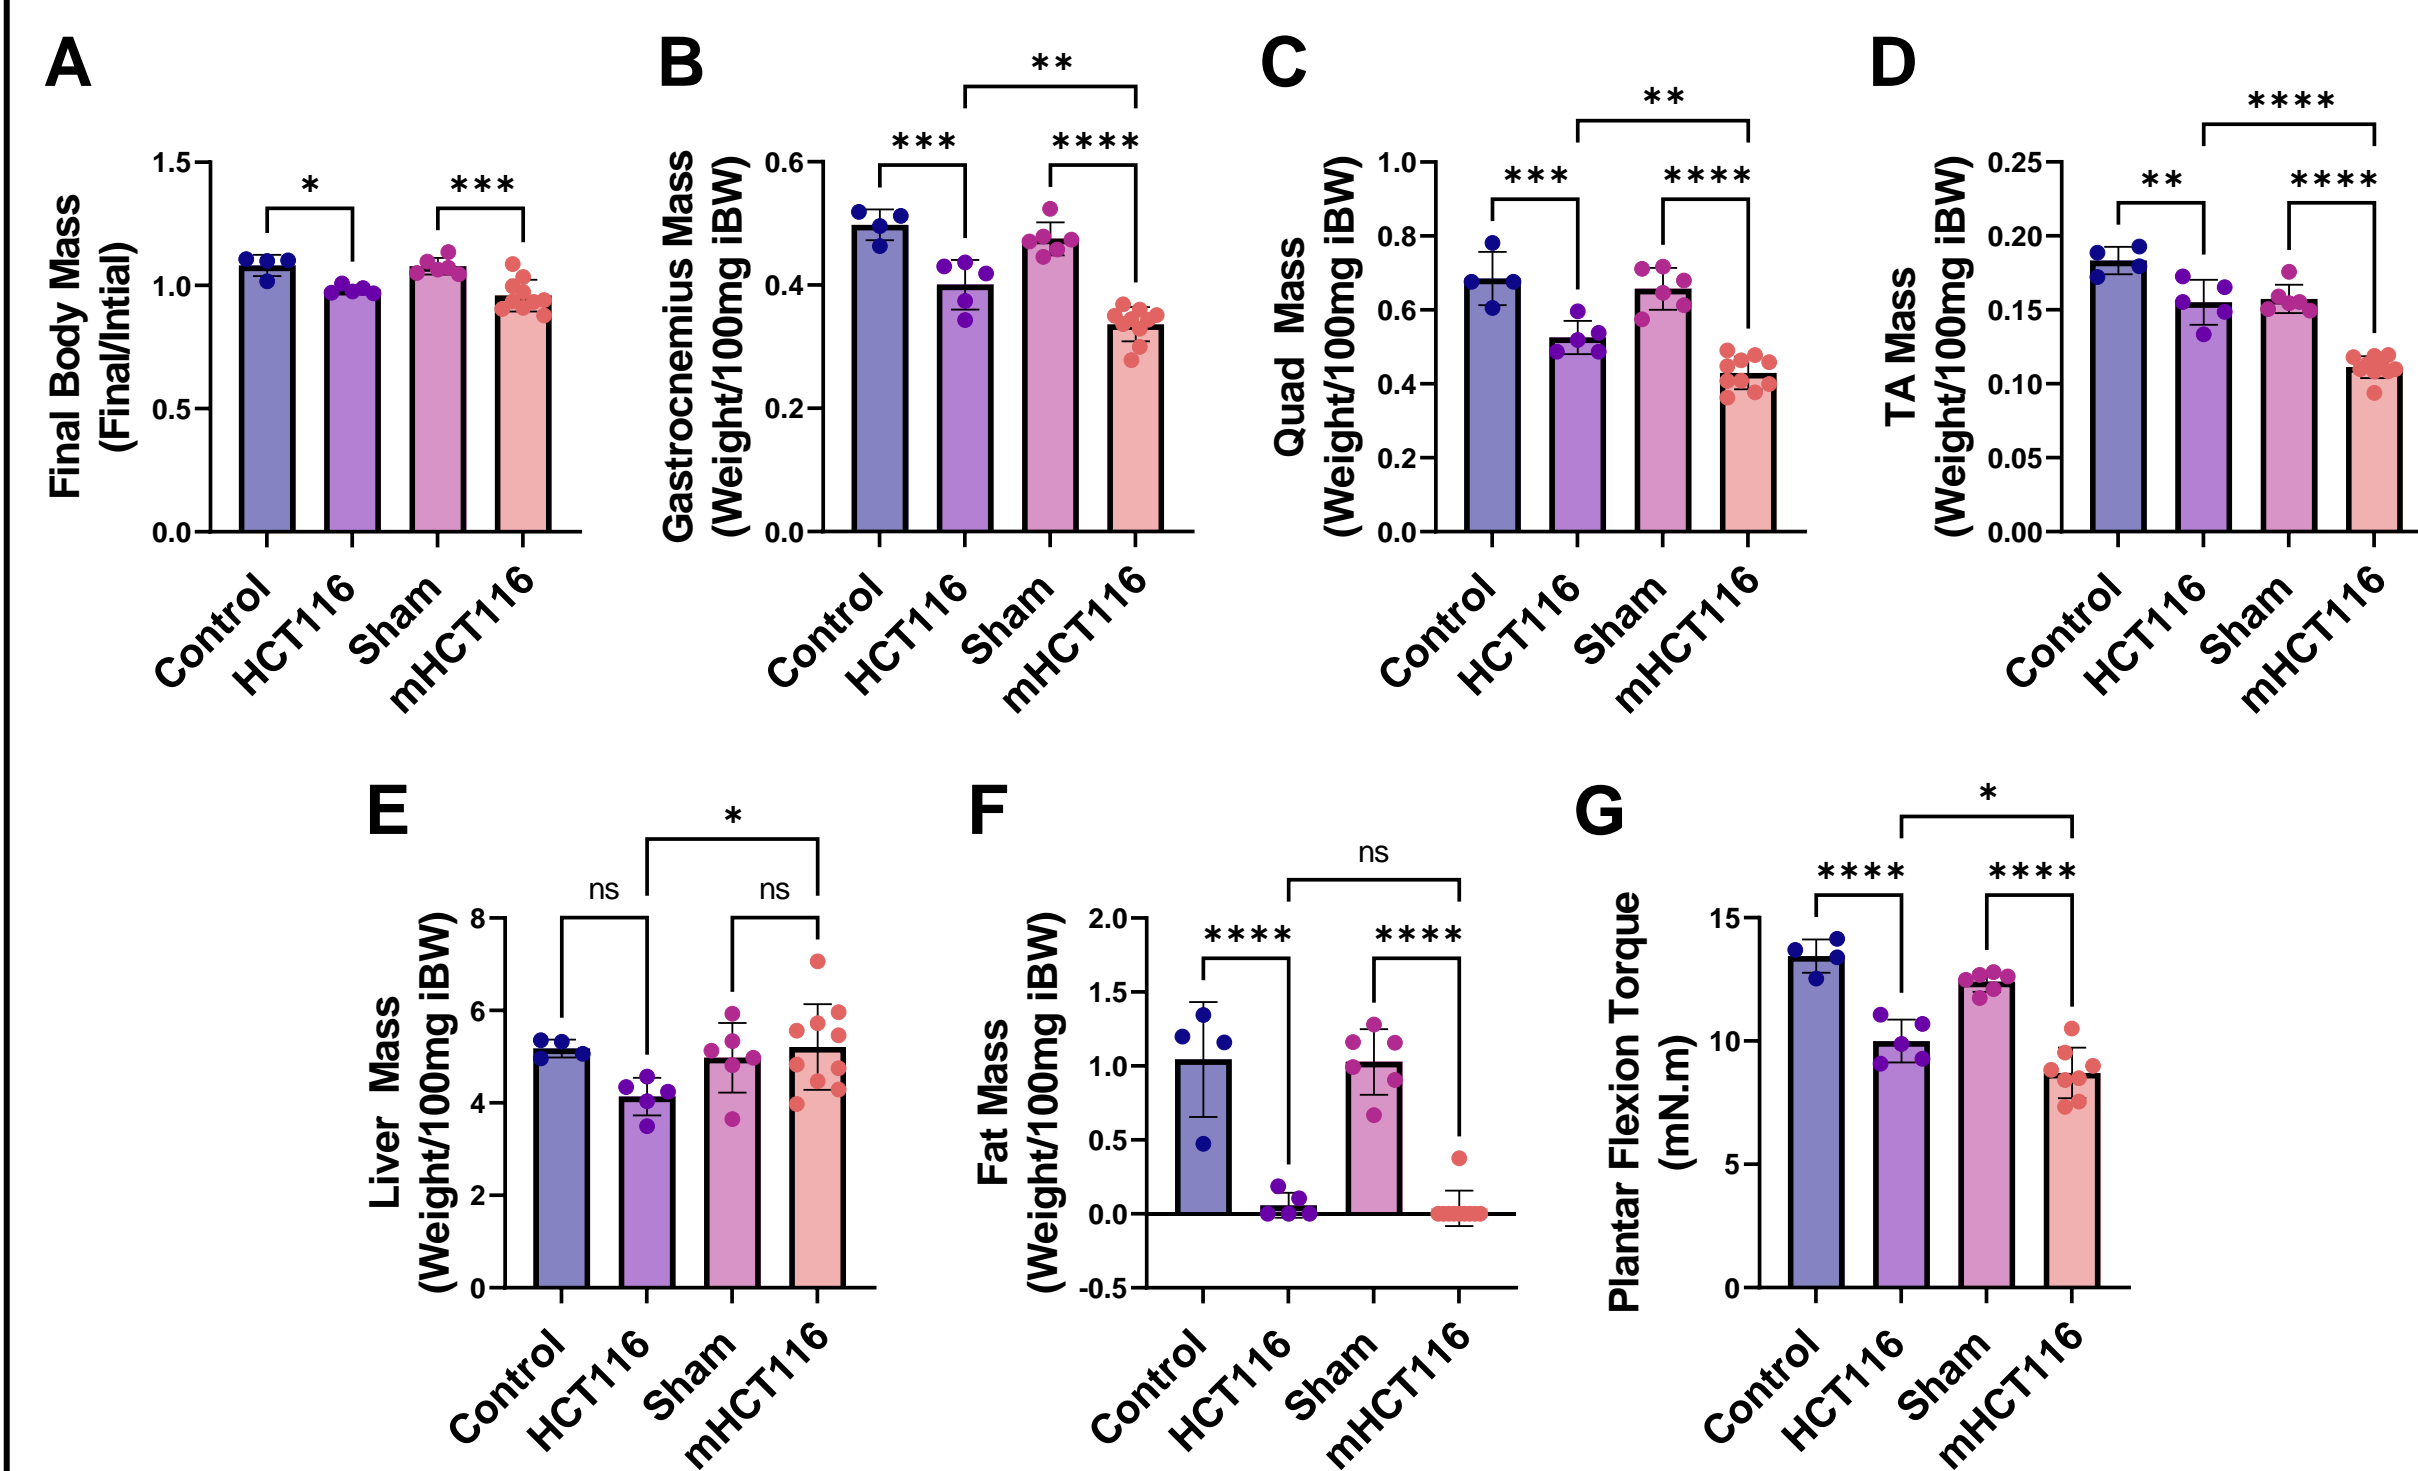 A
Final Body Mass
(Final/Intial)
1.5
1.0
0.5
0.0
*
***
Control
HCT116
Sham
mHCT116
B
Gastrocnemius Mass
(Weight/100mg iBW)
0.6
0.4
0.2
0.0
**
***
****
Control
HCT116
Sham
mHCT116
C
Quad Mass
(Weight/100mg iBW)
1.0
0.8
0.6
0.4
0.2
0.0
**
***
****
Control
HCT116
Sham
mHCT116
D
TA Mass
(Weight/100mg iBW)
0.25
0.20
0.15
0.10
0.05
0.00
****
**
****
Control
HCT116
Sham
mHCT116
E
Liver Mass
(Weight/100mg iBW)
8
6
4
2
0
*
ns
ns
Control
HCT116
Sham
mHCT116
F
Fat Mass
(Weight/100mg iBW)
2.0
1.5
1.0
0.5
0.0
-0.5
ns
****
****
Control
HCT116
Sham
mHCT116
G
Plantar Flexion Torque
(mN.m)
15
10
5
0
*
****
****
Control
HCT116
Sham
mHCT116